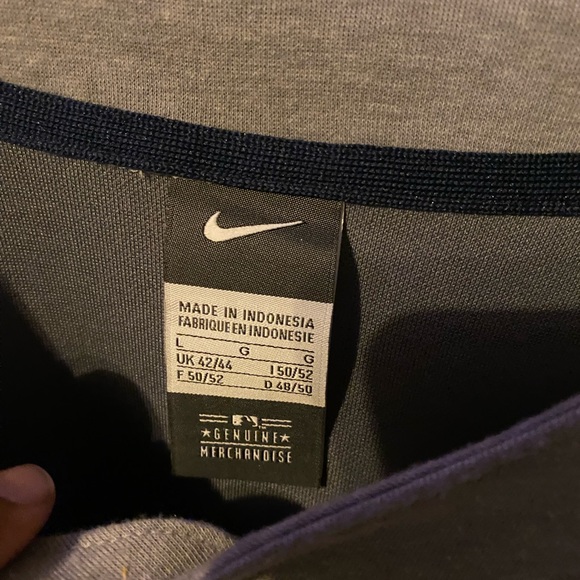 MADE IN INDONESIA
FABRIQUE EN INDONESIE
L G G
UK 42/44 I 50/52
F 50/52 D 48/50
★ GENUINE ★
MERCHANDISE